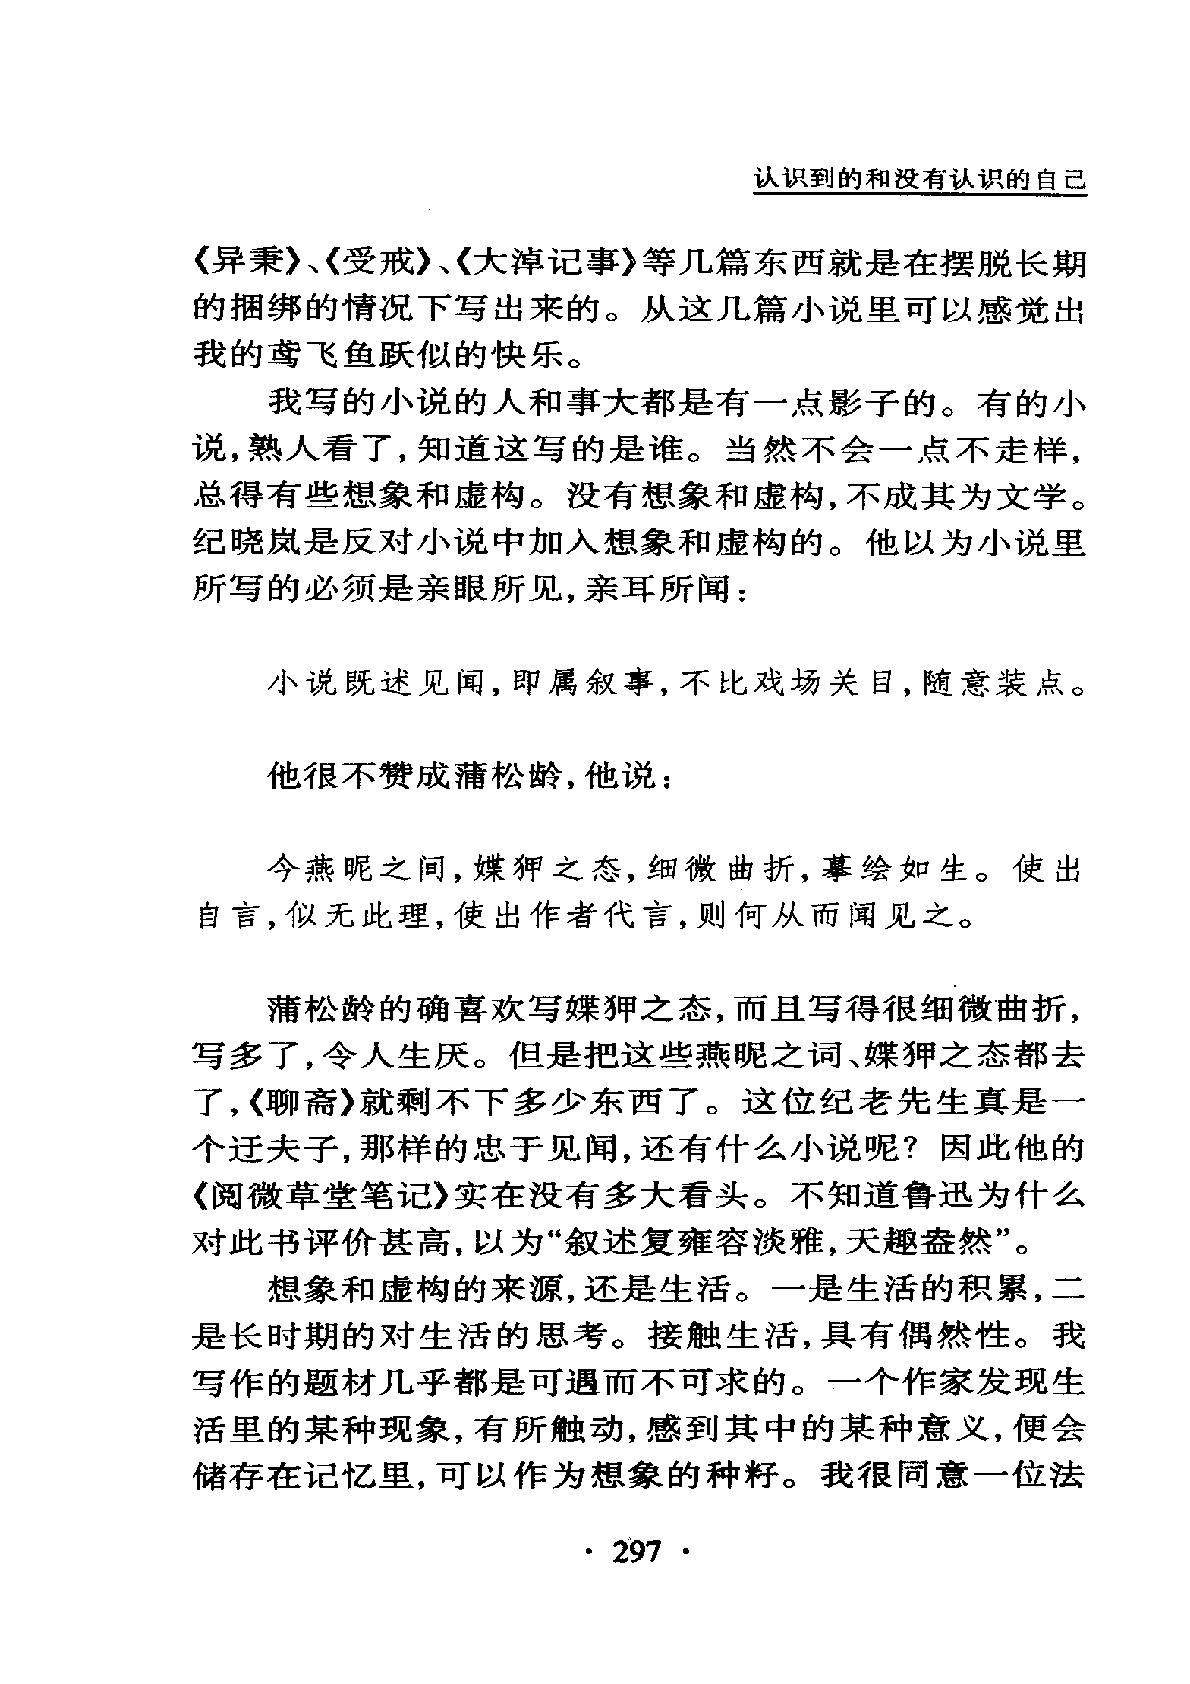 认识到的和没有认识的自己
《异秉》、《受戒》、《大淖记事》等几篇东西就是在摆脱长期
的捆绑的情况下写出来的。从这几篇小说里可以感觉出
我的鸢飞鱼跃似的快乐。
我写的小说的人和事大都是有一点影子的。有的小
说,熟人看了,知道这写的是谁。当然不会一点不走样,
总得有些想象和虚构。没有想象和虚构,不成其为文学。
纪晓岚是反对小说中加入想象和虚构的。他以为小说里
所写的必须是亲眼所见,亲耳所闻:
小说既述见闻,即属叙事,不比戏场关目,随意装点。
他很不赞成蒲松龄,他说:
今燕昵之间,媟狎之态,细微曲折,摹绘如生。使出
自言,似无此理,使出作者代言,则何从而闻见之。
蒲松龄的确喜欢写媟狎之态,而且写得很细微曲折,
写多了,令人生厌。但是把这些燕昵之词、媟狎之态都去
了,《聊斋》就剩不下多少东西了。这位纪老先生真是一
个迂夫子,那样的忠于见闻,还有什么小说呢?因此他的
《阅微草堂笔记》实在没有多大看头。不知道鲁迅为什么
对此书评价甚高,以为“叙述复雍容淡雅,天趣盎然”。
想象和虚构的来源,还是生活。一是生活的积累,二
是长时期的对生活的思考。接触生活,具有偶然性。我
写作的题材几乎都是可遇而不可求的。一个作家发现生
活里的某种现象,有所触动,感到其中的某种意义,便会
储存在记忆里,可以作为想象的种籽。我很同意一位法
· 297 ·